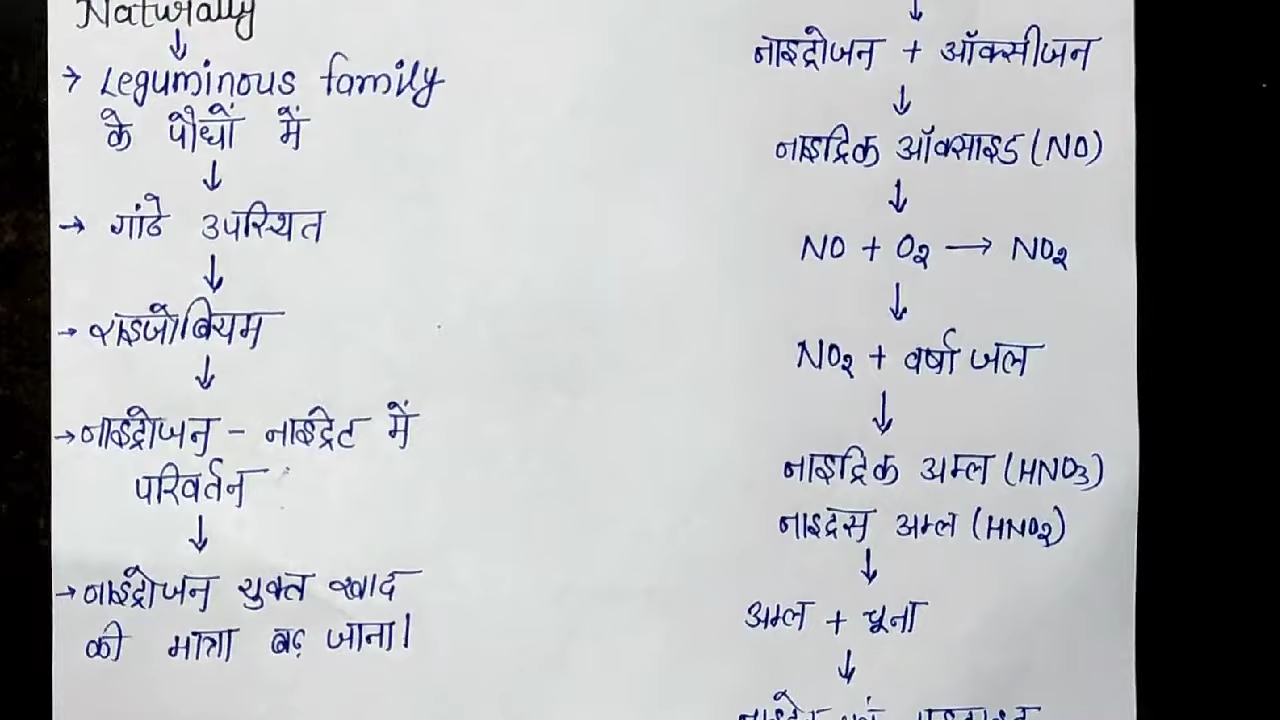 Naturally
↓
→ Leguminous family
के पौधों में
↓
→ गांठे उपस्थित
↓
→ राइजोबियम
↓
→ नाइट्रोजन - नाइट्रेट में
परिवर्तन
↓
→ नाइट्रोजन युक्त खाद
की मात्रा बढ़ जाना।
↓
नाइट्रोजन + ऑक्सीजन
↓
नाइट्रिक ऑक्साइड (NO)
↓
NO + O₂ → NO₂
↓
NO₂ + वर्षा जल
↓
नाइट्रिक अम्ल (HNO₃)
नाइट्रस अम्ल (HNO₂)
↓
अम्ल + चूना
↓